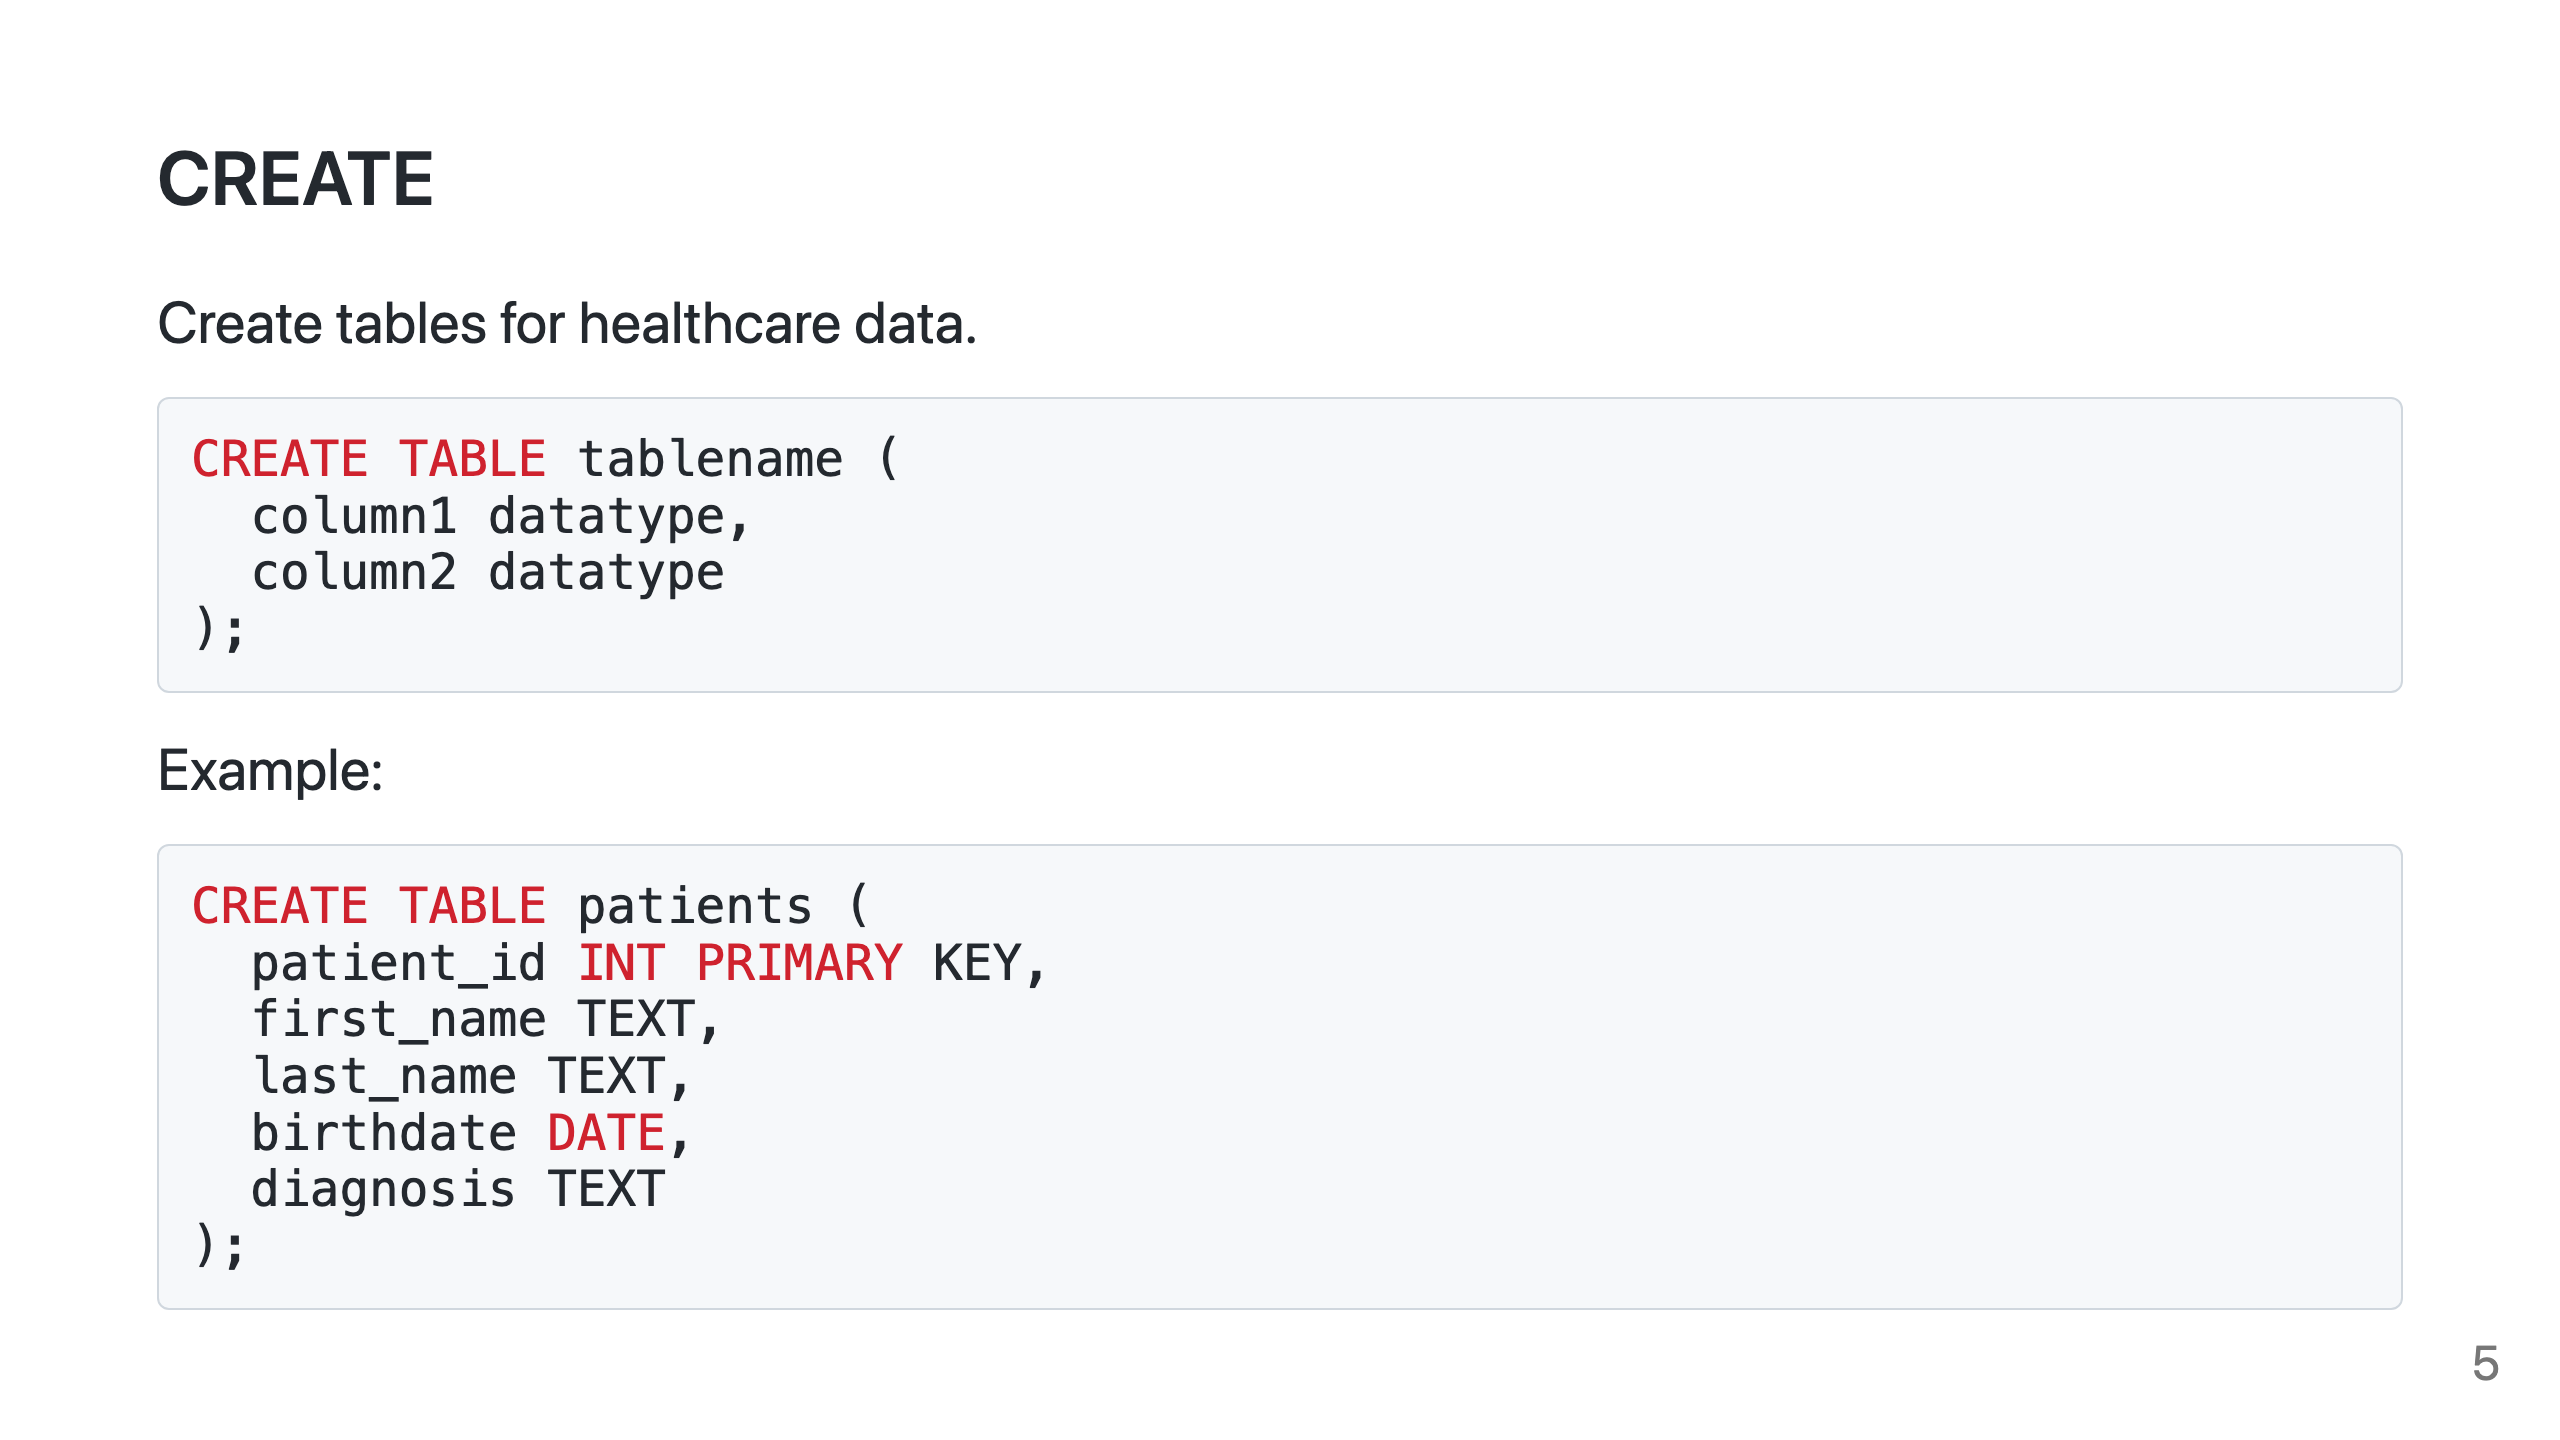 CREATE
Create tables for healthcare data.
CREATE TABLE tablename (
  column1 datatype,
  column2 datatype
);
Example:
CREATE TABLE patients (
  patient_id INT PRIMARY KEY,
  first_name TEXT,
  last_name TEXT,
  birthdate DATE,
  diagnosis TEXT
);
5